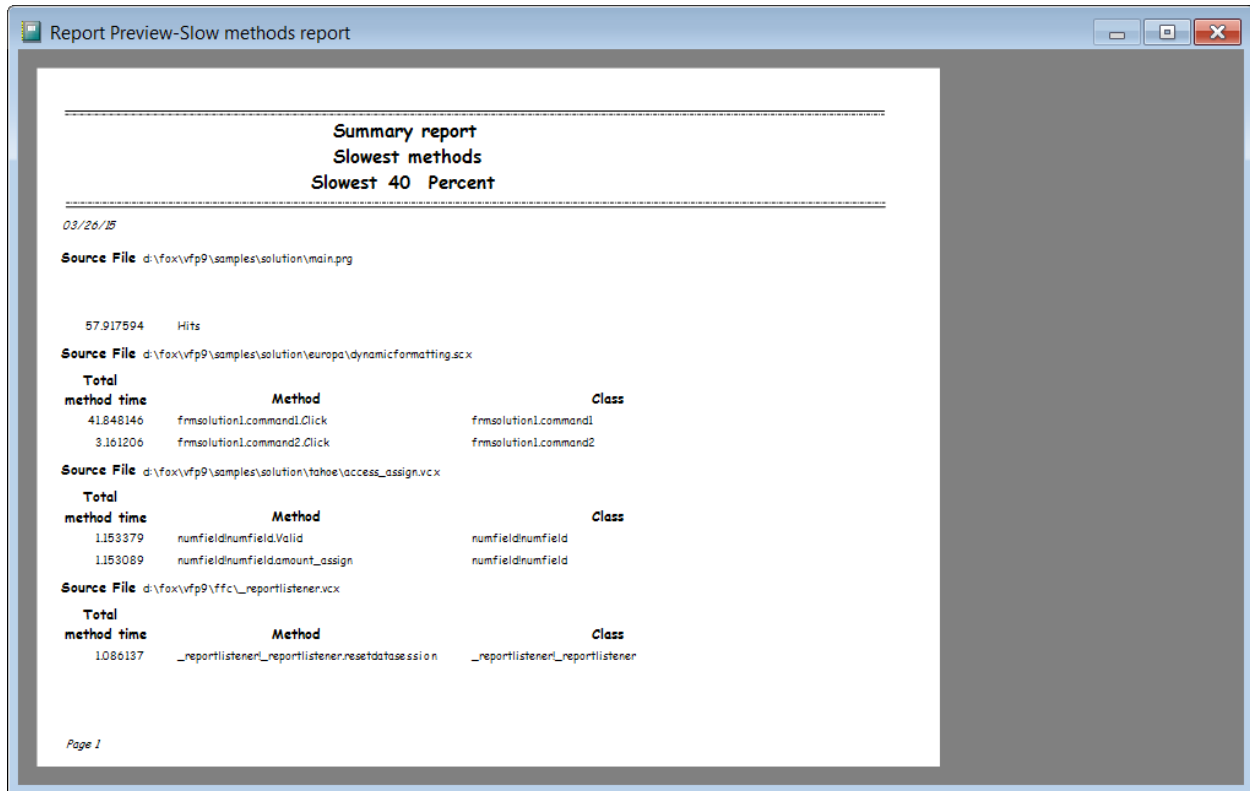 Report Preview-Slow methods report
Summary report
Slowest methods
Slowest 40 Percent
03/26/15
Source File d:\fox\vfp9\samples\solution\main.prg
57.917594 Hits
Source File d:\fox\vfp9\samples\solution\europa\dynamicformatting.scx
Total
method time Method Class
41.848146 frmsolution1.command1.Click frmsolution1.command1
3.161206 frmsolution1.command2.Click frmsolution1.command2
Source File d:\fox\vfp9\samples\solution\tahoe\access_assign.vcx
Total
method time Method Class
1.153379 numfield!numfield.Valid numfield!numfield
1.153089 numfield!numfield.amount_assign numfield!numfield
Source File d:\fox\vfp9\ffc\_reportlistener.vcx
Total
method time Method Class
1.086137 _reportlistener!_reportlistener.resetdatasession _reportlistener!_reportlistener
Page 1